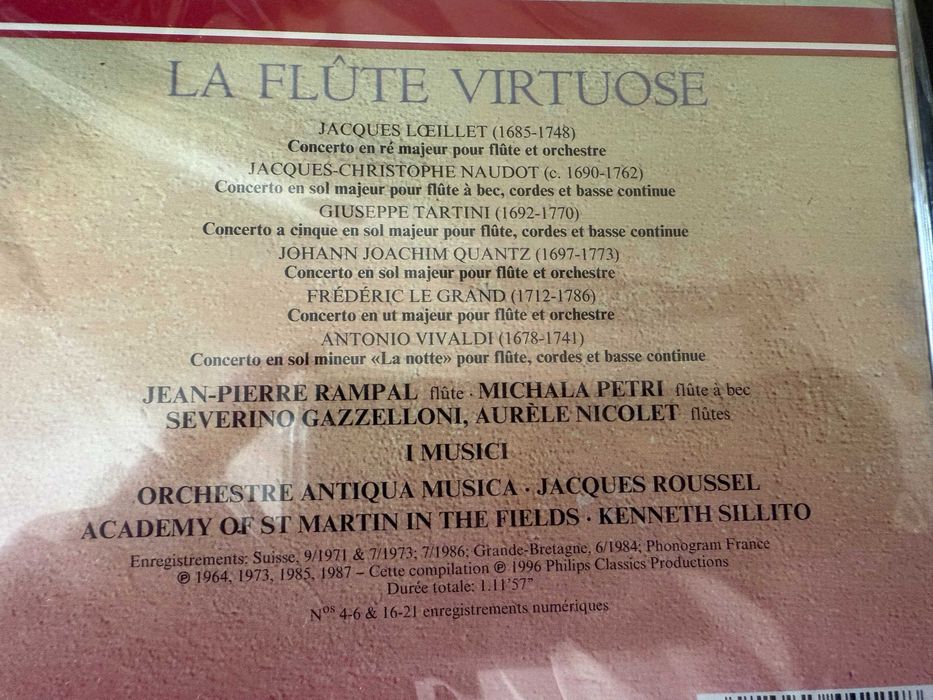 LA FLÛTE VIRTUOSE
JACQUES LŒILLET (1685-1748)
Concerto en ré majeur pour flûte et orchestre
JACQUES-CHRISTOPHE NAUDOT (c. 1690-1762)
Concerto en sol majeur pour flûte à bec, cordes et basse continue
GIUSEPPE TARTINI (1692-1770)
Concerto a cinque en sol majeur pour flûte, cordes et basse continue
JOHANN JOACHIM QUANTZ (1697-1773)
Concerto en sol majeur pour flûte et orchestre
FRÉDÉRIC LE GRAND (1712-1786)
Concerto en ut majeur pour flûte et orchestre
ANTONIO VIVALDI (1678-1741)
Concerto en sol mineur «La notte» pour flûte, cordes et basse continue
JEAN-PIERRE RAMPAL flûte · MICHALA PETRI flûte à bec
SEVERINO GAZZELLONI, AURÈLE NICOLET flûtes
I MUSICI
ORCHESTRE ANTIQUA MUSICA · JACQUES ROUSSEL
ACADEMY OF ST MARTIN IN THE FIELDS · KENNETH SILLITO
Enregistrements: Suisse, 9/1971 & 7/1973; 7/1986; Grande-Bretagne, 6/1984; Phonogram France
℗ 1964, 1973, 1985, 1987 – Cette compilation ℗ 1996 Philips Classics Productions
Durée totale: 1.11'57"
Nos 4-6 & 16-21 enregistrements numériques